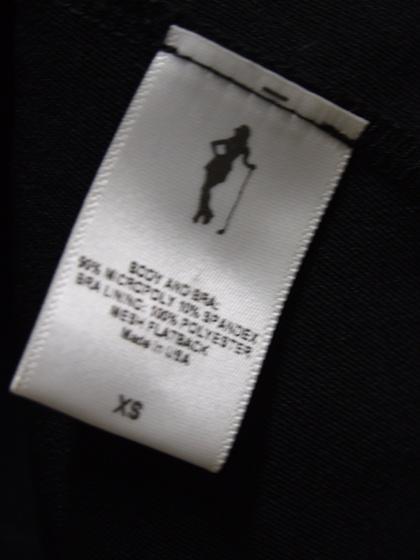 BODY AND BRA:
90% MICROPOLY 10% SPANDEX
BRA LINING: 100% POLYESTER
MESH FLATBACK
Made in USA
XS